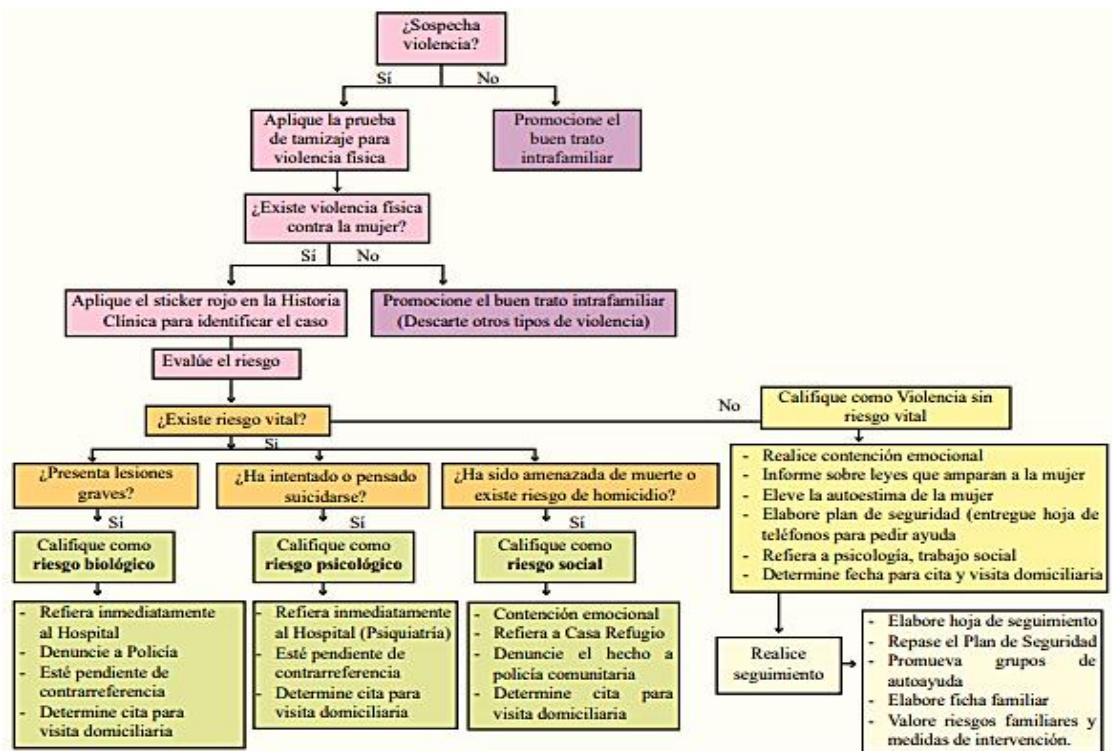 ¿Sospecha
violencia?
Sí
No
Aplique la prueba
de tamizaje para
violencia física
Promocione el
buen trato
intrafamiliar
¿Existe violencia física
contra la mujer?
Sí
No
Aplique el sticker rojo en la Historia
Clínica para identificar el caso
Promocione el buen trato intrafamiliar
(Descarte otros tipos de violencia)
Evalúe el riesgo
¿Existe riesgo vital?
No
Califique como Violencia sin
riesgo vital
Si
¿Presenta lesiones
graves?
¿Ha intentado o pensado
suicidarse?
¿Ha sido amenazada de muerte o
existe riesgo de homicidio?
- Realice contención emocional
- Informe sobre leyes que amparan a la mujer
- Eleve la autoestima de la mujer
- Elabore plan de seguridad (entregue hoja de
teléfonos para pedir ayuda
- Refiera a psicología, trabajo social
- Determine fecha para cita y visita domiciliaria
Sí
Sí
Sí
Califique como
riesgo biológico
Califique como
riesgo psicológico
Califique como
riesgo social
- Refiera inmediatamente
al Hospital
- Denuncie a Policía
- Esté pendiente de
contrarreferencia
- Determine cita para
visita domiciliaria
- Refiera inmediatamente
al Hospital (Psiquiatría)
- Esté pendiente de
contrarreferencia
- Determine cita para
visita domiciliaria
- Contención emocional
- Refiera a Casa Refugio
- Denuncie el hecho a
policía comunitaria
- Determine cita para
visita domiciliaria
Realice
seguimiento
- Elabore hoja de seguimiento
- Repase el Plan de Seguridad
- Promueva grupos de
autoayuda
- Elabore ficha familiar
- Valore riesgos familiares y
medidas de intervención.